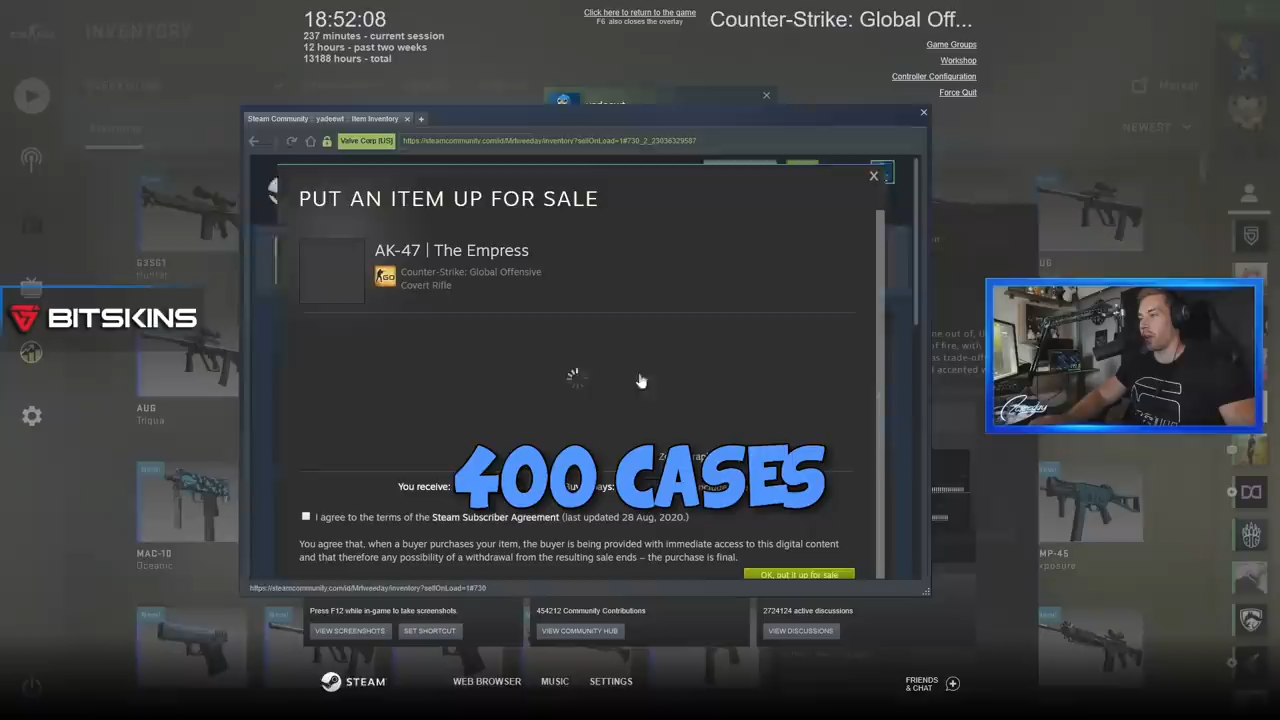 18:52:08
237 minutes - current session
12 hours - past two weeks
13188 hours - total
Click here to return to the game
F6 also closes the overlay
Counter-Strike: Global Off...
Game Groups
Workshop
Controller Configuration
Force Quit
INVENTORY
Market
NEWEST
Steam Community :: yadeewt :: Item Inventory
Valve Corp [US]
https://steamcommunity.com/id/Mrtweeday/inventory?sellOnLoad=1#730_2_23036329587
PUT AN ITEM UP FOR SALE
X
AK-47 | The Empress
GO
Counter-Strike: Global Offensive
Covert Rifle
BITSKINS
G3SG1
Hunter
AUG
Triqua
MAC-10
Oceanic
400 CASES
You receive:
I agree to the terms of the Steam Subscriber Agreement (last updated 28 Aug, 2020.)
You agree that, when a buyer purchases your item, the buyer is being provided with immediate access to this digital content
and that therefore any possibility of a withdrawal from the resulting sale ends – the purchase is final.
OK, put it up for sale
https://steamcommunity.com/id/Mrtweeday/inventory?sellOnLoad=1#730
Press F12 while in-game to take screenshots.
VIEW SCREENSHOTS
SET SHORTCUT
454212 Community Contributions
VIEW COMMUNITY HUB
2724124 active discussions
VIEW DISCUSSIONS
STEAM
WEB BROWSER
MUSIC
SETTINGS
FRIENDS
& CHAT